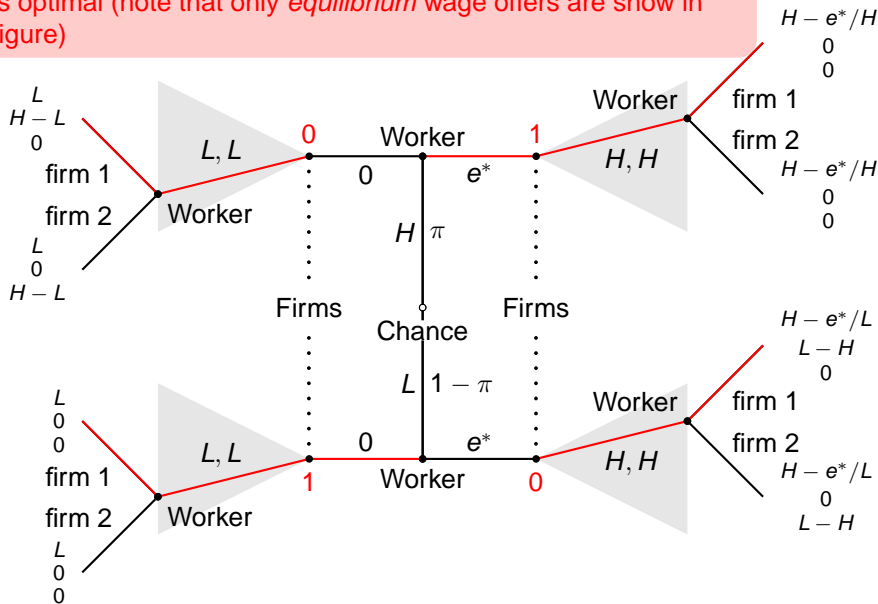 is optimal (note that only equilibrium wage offers are show in
figure)
H − e*/H
0
0
Worker
firm 1
firm 2
H, H
H − e*/H
0
0
L
H − L
0
firm 1
firm 2
L, L
Worker
L
0
H − L
0
Worker
1
0
e*
H
π
Firms
Firms
Chance
L
1 − π
H − e*/L
L − H
0
Worker
firm 1
firm 2
H, H
H − e*/L
0
L − H
L
0
0
firm 1
firm 2
L, L
Worker
L
0
0
0
e*
1
Worker
0